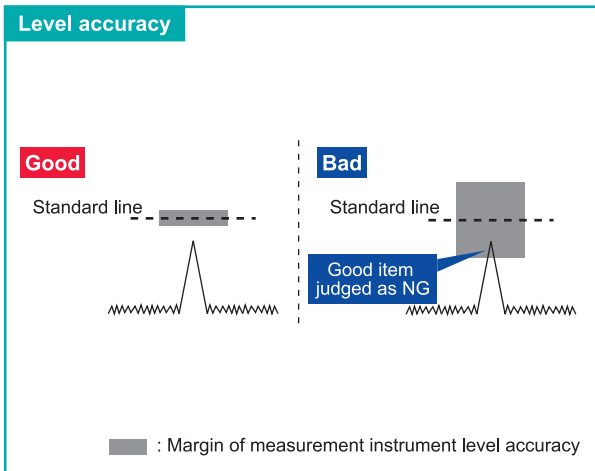 Level accuracy
Good
Bad
Standard line
Standard line
Good item
judged as NG
: Margin of measurement instrument level accuracy